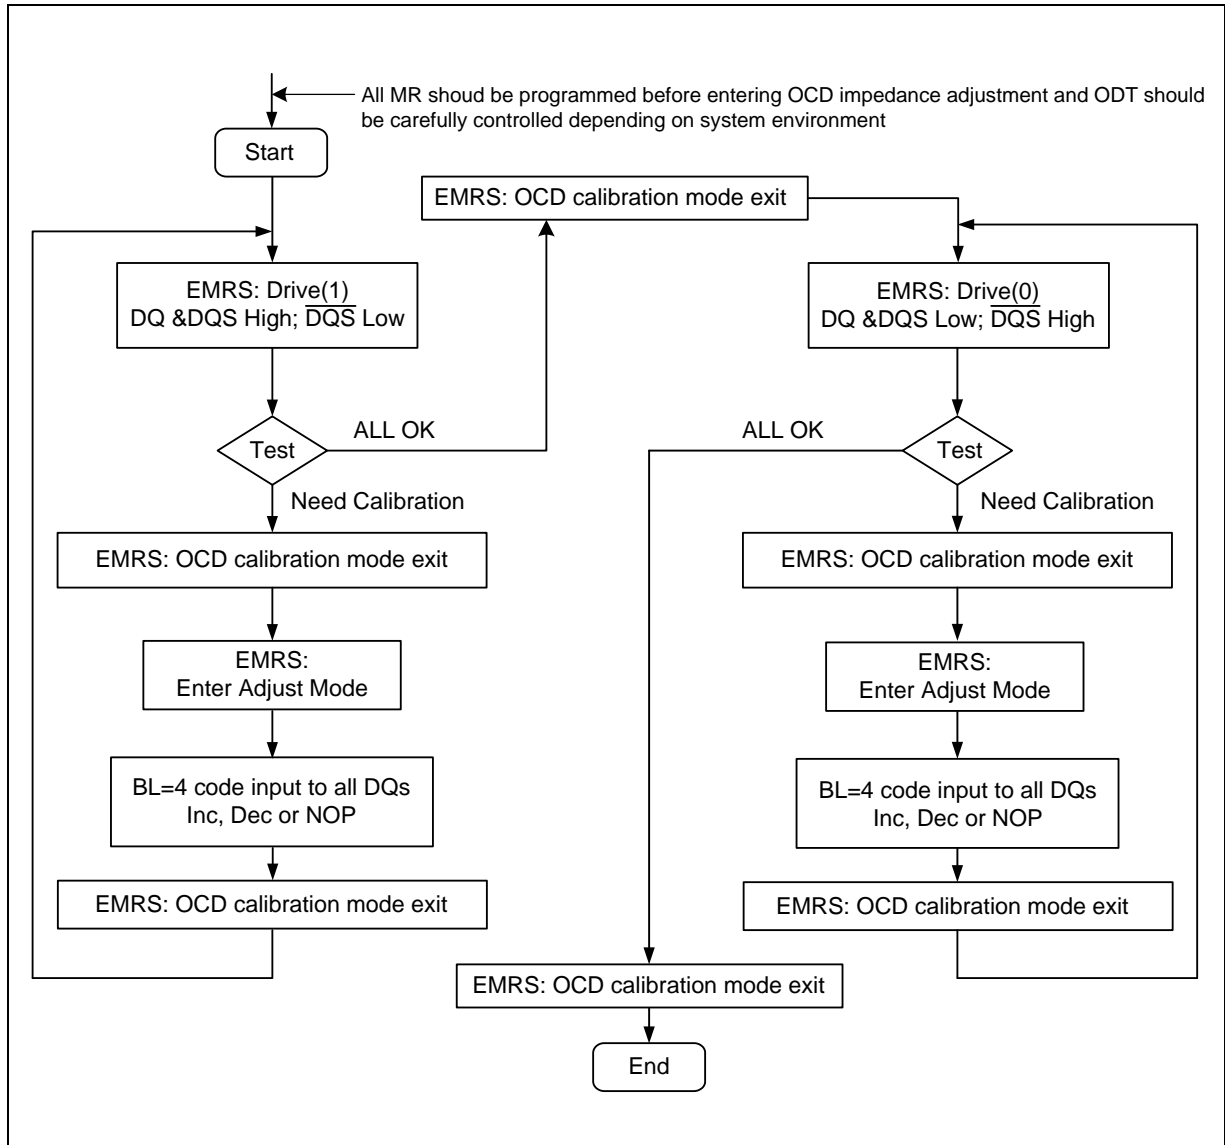 All MR shoud be programmed before entering OCD impedance adjustment and ODT should
be carefully controlled depending on system environment
Start
EMRS: OCD calibration mode exit
EMRS: Drive(1)
DQ &DQS High; D̅Q̅S̅ Low
Test
ALL OK
Need Calibration
EMRS: OCD calibration mode exit
EMRS:
Enter Adjust Mode
BL=4 code input to all DQs
Inc, Dec or NOP
EMRS: OCD calibration mode exit
EMRS: Drive(0)
DQ &DQS Low; D̅Q̅S̅ High
ALL OK
Test
Need Calibration
EMRS: OCD calibration mode exit
EMRS:
Enter Adjust Mode
BL=4 code input to all DQs
Inc, Dec or NOP
EMRS: OCD calibration mode exit
EMRS: OCD calibration mode exit
End